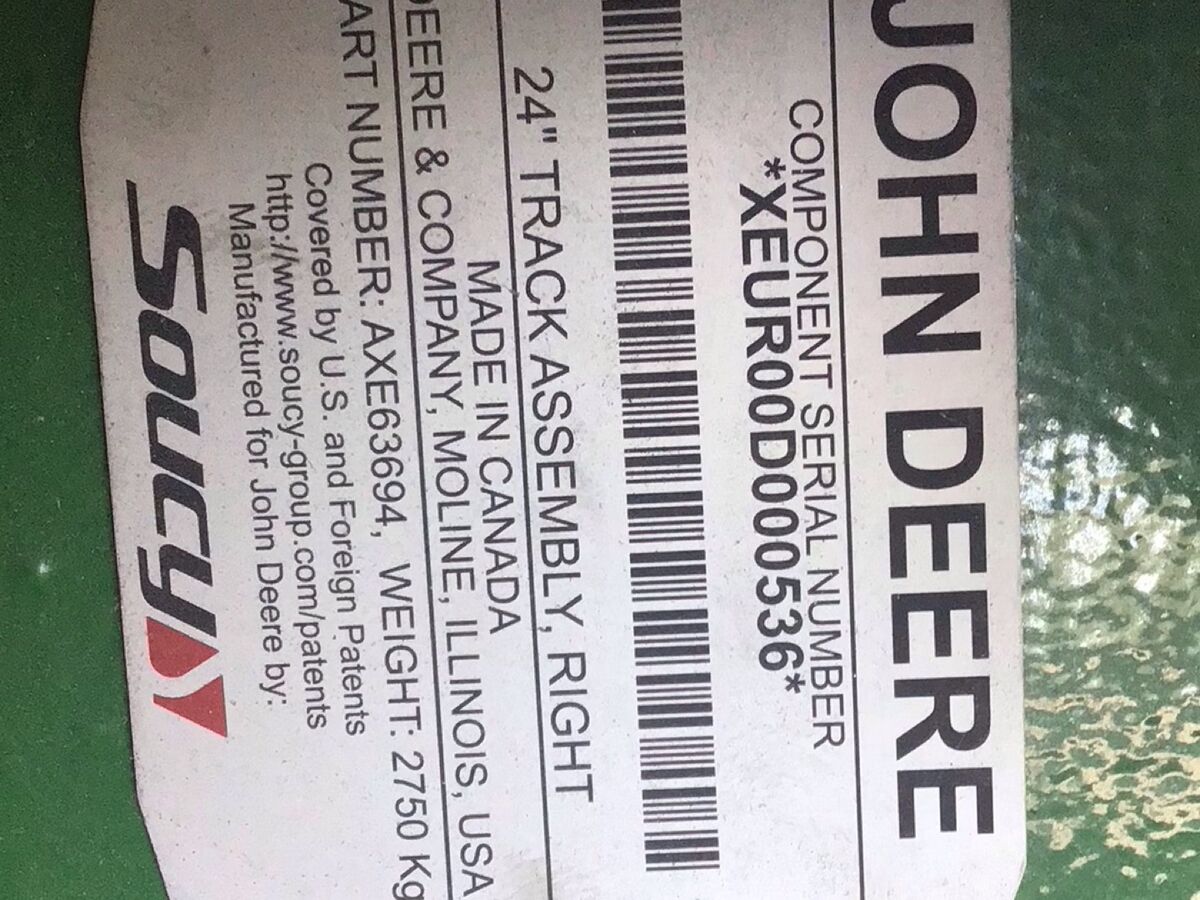 JOHN DEERE
COMPONENT SERIAL NUMBER
*XEUR00D000536*
24" TRACK ASSEMBLY, RIGHT
MADE IN CANADA
DEERE & COMPANY, MOLINE, ILLINOIS, USA
ART NUMBER: AXE63694, WEIGHT: 2750 Kg
Covered by U.S. and Foreign Patents
http://www.soucy-group.com/patents
Manufactured for John Deere by:
Soucy